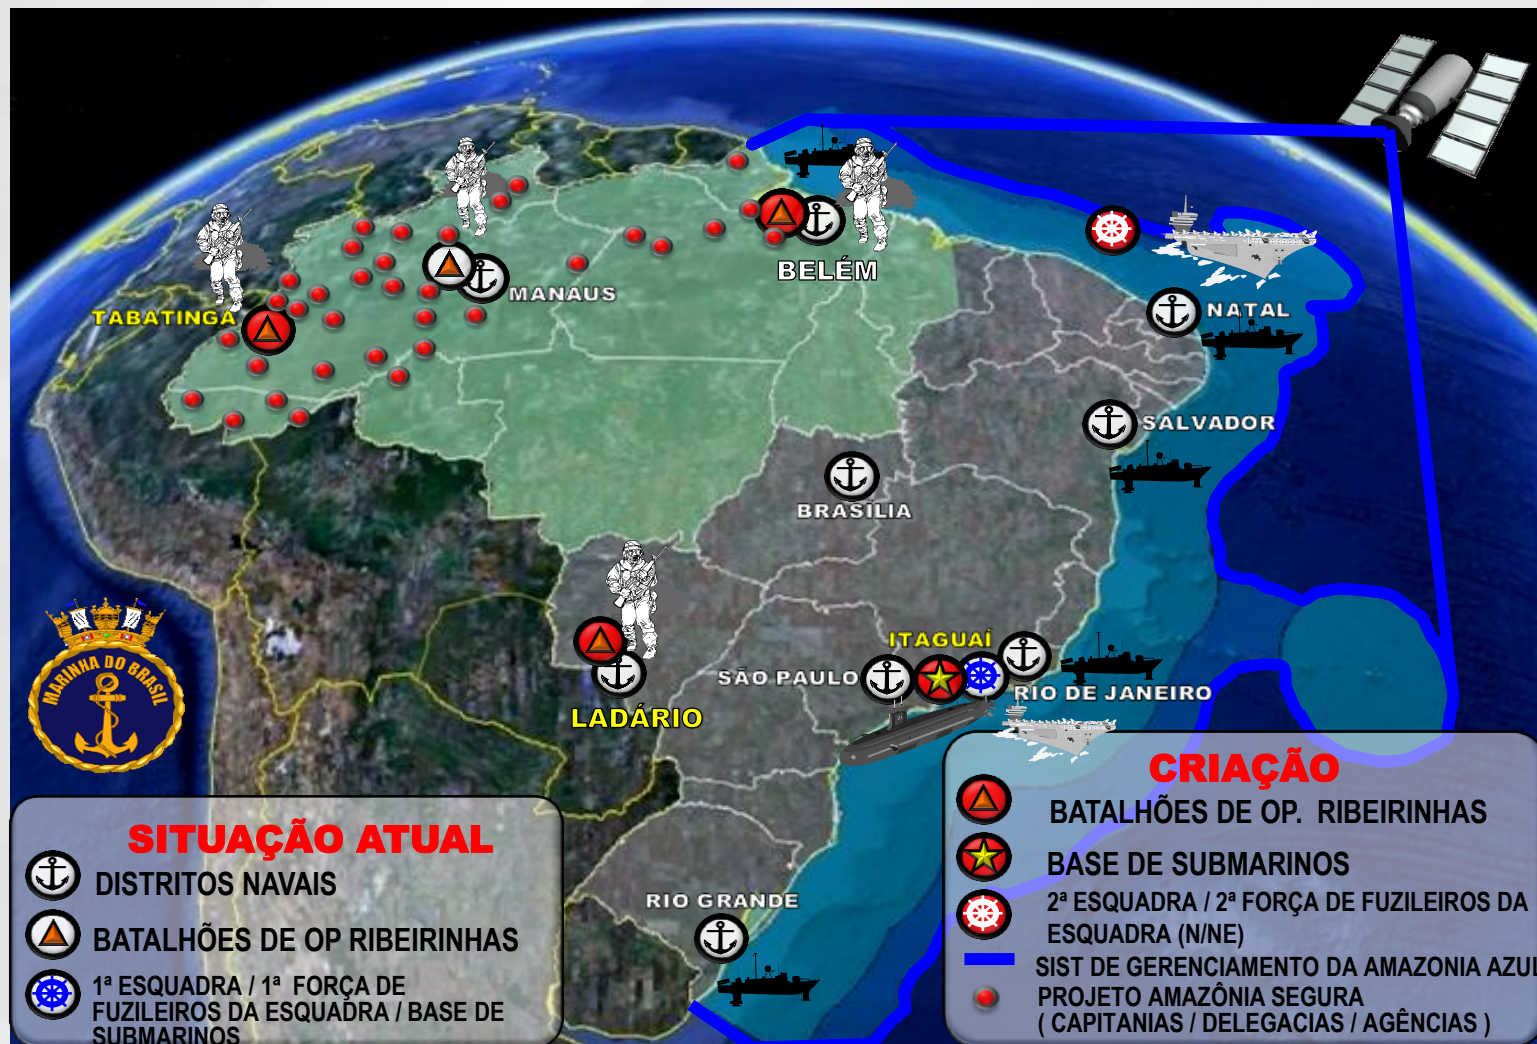 BELÉM
MANAUS
TABATINGA
NATAL
SALVADOR
BRASÍLIA
ITAGUAÍ
SÃO PAULO
RIO DE JANEIRO
LADÁRIO
RIO GRANDE
MARINHA DO BRASIL
SITUAÇÃO ATUAL
DISTRITOS NAVAIS
BATALHÕES DE OP RIBEIRINHAS
1ª ESQUADRA / 1ª FORÇA DE
FUZILEIROS DA ESQUADRA / BASE DE
SUBMARINOS
CRIAÇÃO
BATALHÕES DE OP. RIBEIRINHAS
BASE DE SUBMARINOS
2ª ESQUADRA / 2ª FORÇA DE FUZILEIROS DA
ESQUADRA (N/NE)
SIST DE GERENCIAMENTO DA AMAZONIA AZUL
PROJETO AMAZÔNIA SEGURA
( CAPITANIAS / DELEGACIAS / AGÊNCIAS )